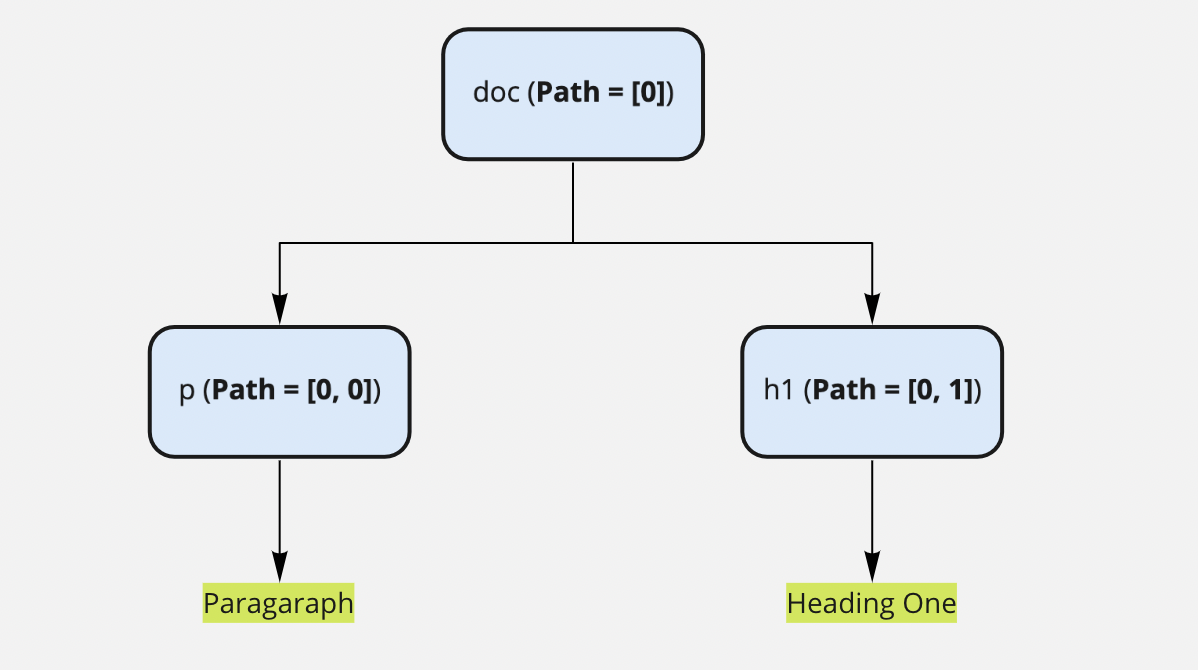 doc (Path = [0])
p (Path = [0, 0])
h1 (Path = [0, 1])
Paragaraph
Heading One